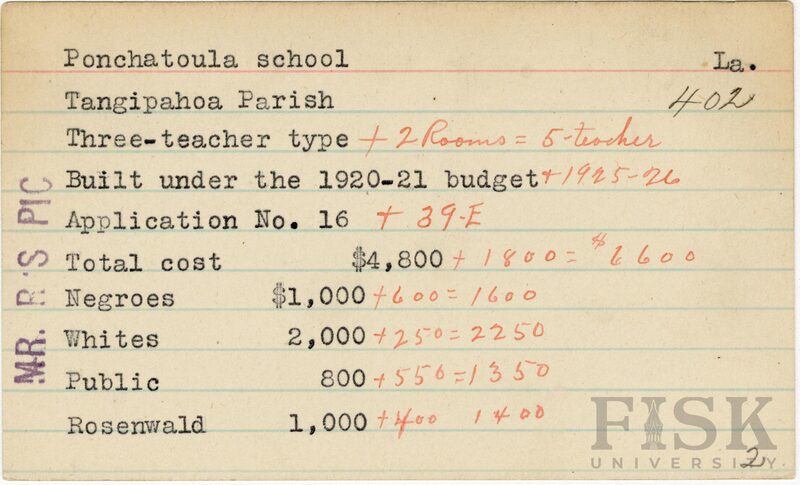 Ponchatoula school La.
Tangipahoa Parish 402
Three-teacher type + 2 Rooms = 5-teacher
Built under the 1920-21 budget + 1925-26
Application No. 16 + 39-E
Total cost $4,800 + 1800 = $6600
Negroes $1,000 + 600 = 1600
Whites 2,000 + 250 = 2250
Public 800 + 550 = 1350
Rosenwald 1,000 + 400 1400
MR. R'S PIC
FISK
UNIVERSITY
2